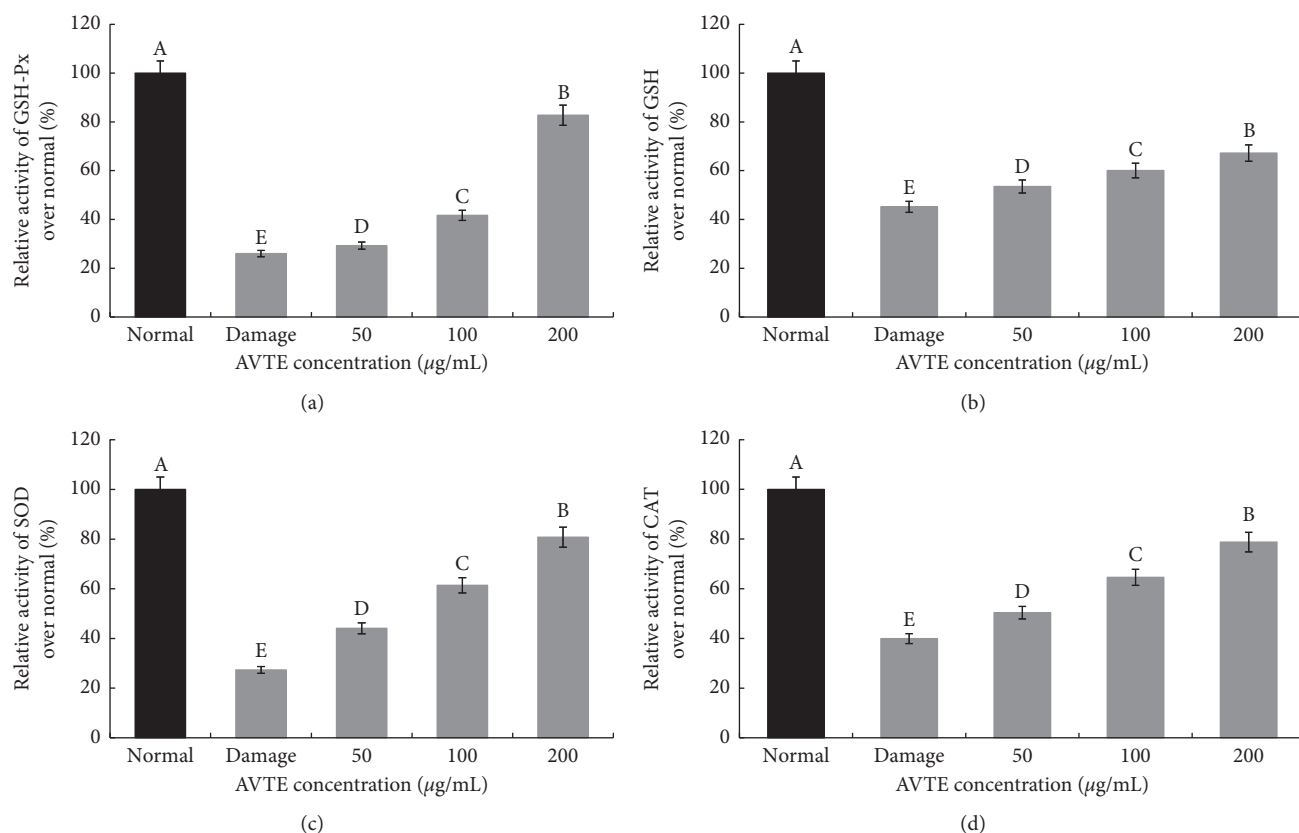 Relative activity of GSH-Px
over normal (%)
120
100
80
60
40
20
0
A
E
D
C
B
Normal Damage 50 100 200
AVTE concentration (μg/mL)
(a)
Relative activity of GSH
over normal (%)
120
100
80
60
40
20
0
A
E
D
C
B
Normal Damage 50 100 200
AVTE concentration (μg/mL)
(b)
Relative activity of SOD
over normal (%)
120
100
80
60
40
20
0
A
E
D
C
B
Normal Damage 50 100 200
AVTE concentration (μg/mL)
(c)
Relative activity of CAT
over normal (%)
120
100
80
60
40
20
0
A
E
D
C
B
Normal Damage 50 100 200
AVTE concentration (μg/mL)
(d)